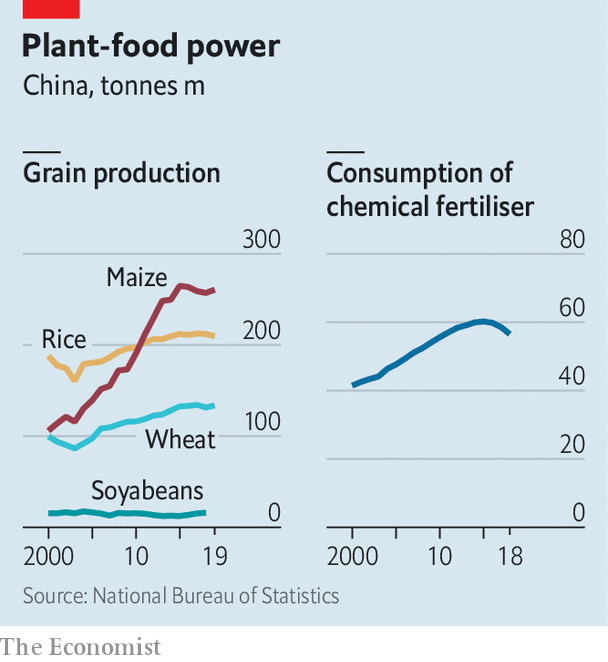 Plant-food power
China, tonnes m
Grain production
300
Maize
Rice
200
100
Wheat
Soyabeans
0
2000
10
19
Consumption of
chemical fertiliser
80
60
40
20
0
2000
10
18
Source: National Bureau of Statistics
The Economist